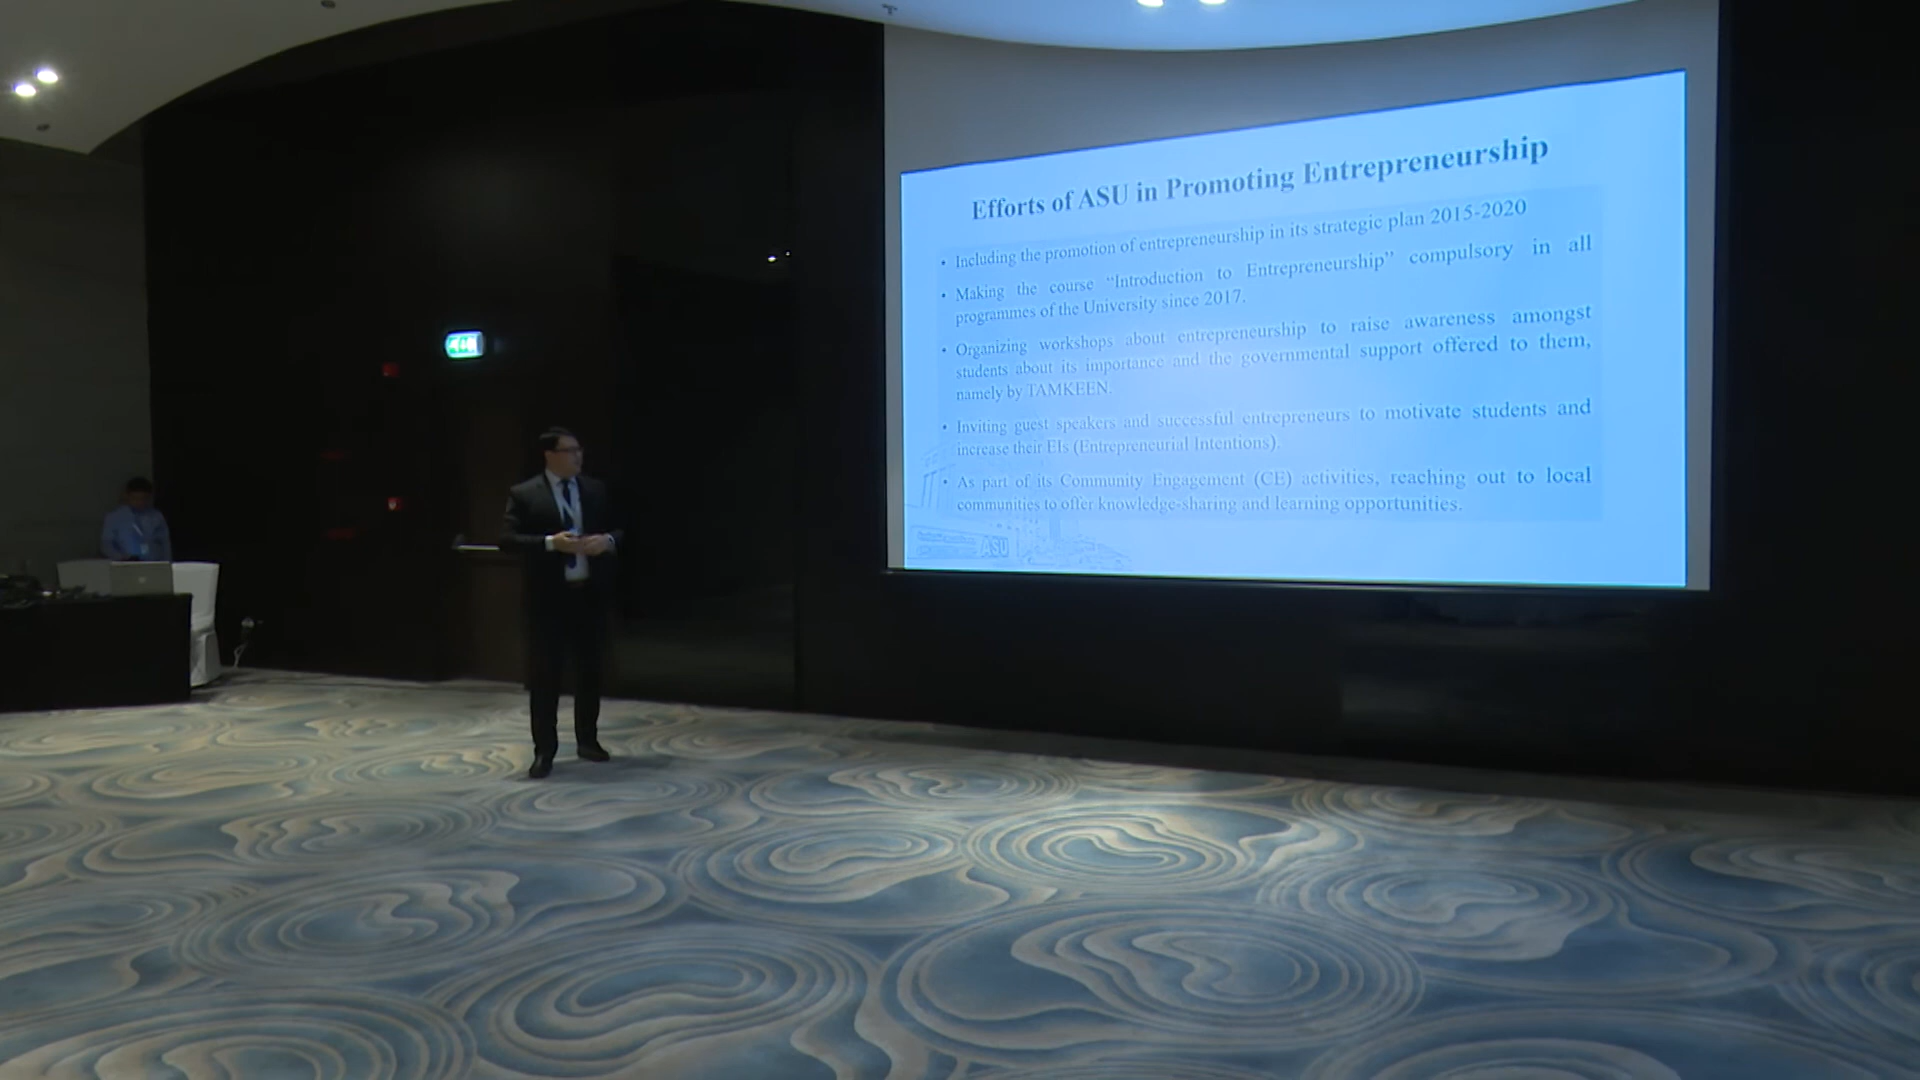 Efforts of ASU in Promoting Entrepreneurship
• Including the promotion of entrepreneurship in its strategic plan 2015-2020
• Making the course “Introduction to Entrepreneurship” compulsory in all
programmes of the University since 2017.
• Organizing workshops about entrepreneurship to raise awareness amongst
students about its importance and the governmental support offered to them,
namely by TAMKEEN.
• Inviting guest speakers and successful entrepreneurs to motivate students and
increase their EIs (Entrepreneurial Intentions).
• As part of its Community Engagement (CE) activities, reaching out to local
communities to offer knowledge-sharing and learning opportunities.
ASU